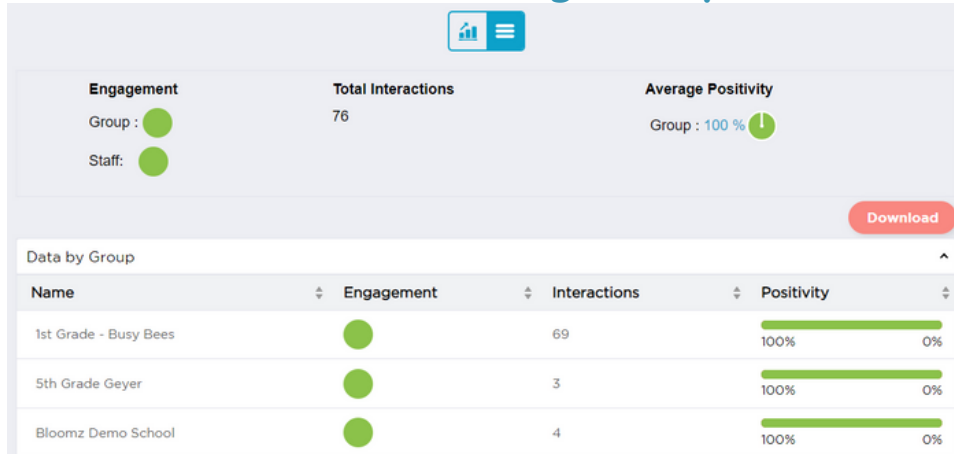 Engagement Total Interactions Average Positivity
Group : 76 Group : 100 %
Staff:
Download
Data by Group
Name Engagement Interactions Positivity
1st Grade - Busy Bees 69 100% 0%
5th Grade Geyer 3 100% 0%
Bloomz Demo School 4 100% 0%